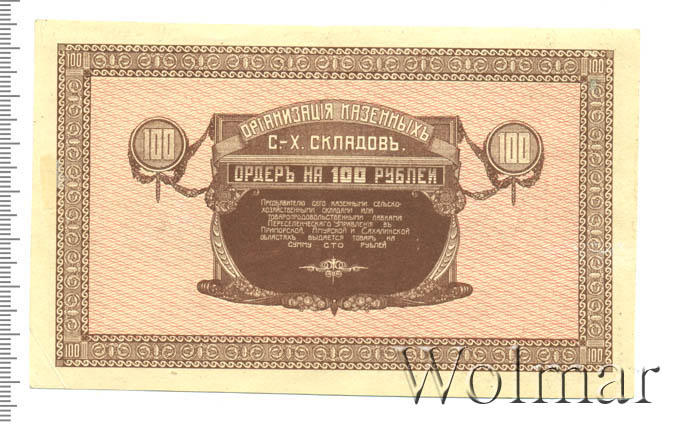 100 100
ОРГАНИЗАЦІЯ КАЗЕННЫХЪ
С.-Х. СКЛАДОВЪ.
100 100
ОРДЕРЪ НА 100 РУБЛЕЙ
Предъявителю сего казенными сельско-
хозяйственными складами или
товаропродовольственными лавками
Переселенческаго Управленія въ
Приморской, Амурской и Сахалинской
областяхъ выдается товаръ на
сумму сто рублей
100 100
Wolmar